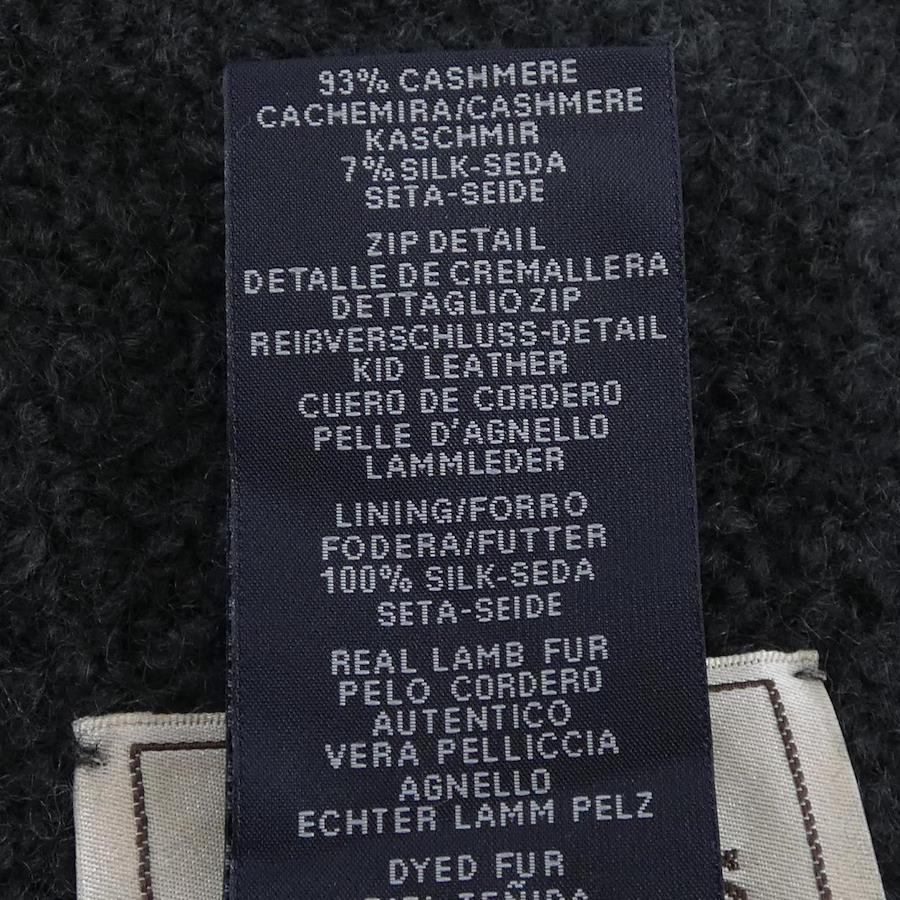 93% CASHMERE
CACHEMIRA/CASHMERE
KASCHMIR
7% SILK-SEDA
SETA-SEIDE
ZIP DETAIL
DETALLE DE CREMALLERA
DETTAGLIO ZIP
REIßVERSCHLUSS-DETAIL
KID LEATHER
CUERO DE CORDERO
PELLE D'AGNELLO
LAMMLEDER
LINING/FORRO
FODERA/FUTTER
100% SILK-SEDA
SETA-SEIDE
REAL LAMB FUR
PELO CORDERO
AUTENTICO
VERA PELLICCIA
AGNELLO
ECHTER LAMM PELZ
DYED FUR
TEÑIDA